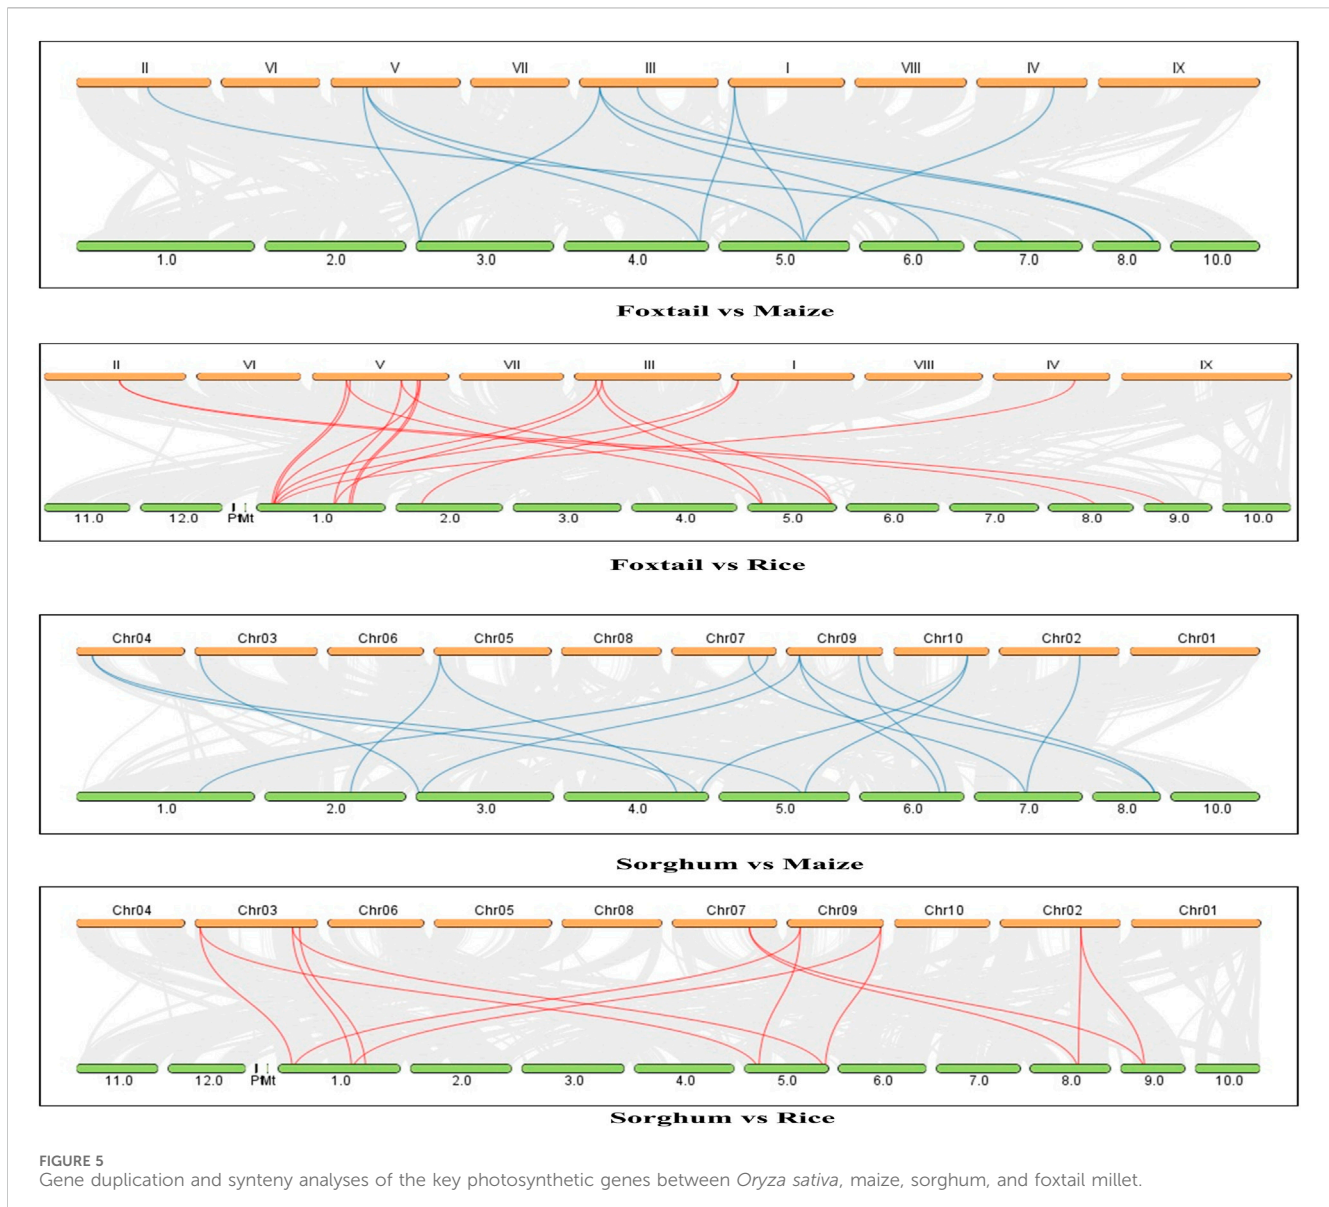 II VI V VII III I VIII IV IX
1.0 2.0 3.0 4.0 5.0 6.0 7.0 8.0 10.0
Foxtail vs Maize
II VI V VII III I VIII IV IX
11.0 12.0 Pt Mt 1.0 2.0 3.0 4.0 5.0 6.0 7.0 8.0 9.0 10.0
Foxtail vs Rice
Chr04 Chr03 Chr06 Chr05 Chr08 Chr07 Chr09 Chr10 Chr02 Chr01
1.0 2.0 3.0 4.0 5.0 6.0 7.0 8.0 10.0
Sorghum vs Maize
Chr04 Chr03 Chr06 Chr05 Chr08 Chr07 Chr09 Chr10 Chr02 Chr01
11.0 12.0 Pt Mt 1.0 2.0 3.0 4.0 5.0 6.0 7.0 8.0 9.0 10.0
Sorghum vs Rice
FIGURE 5
Gene duplication and synteny analyses of the key photosynthetic genes between Oryza sativa, maize, sorghum, and foxtail millet.